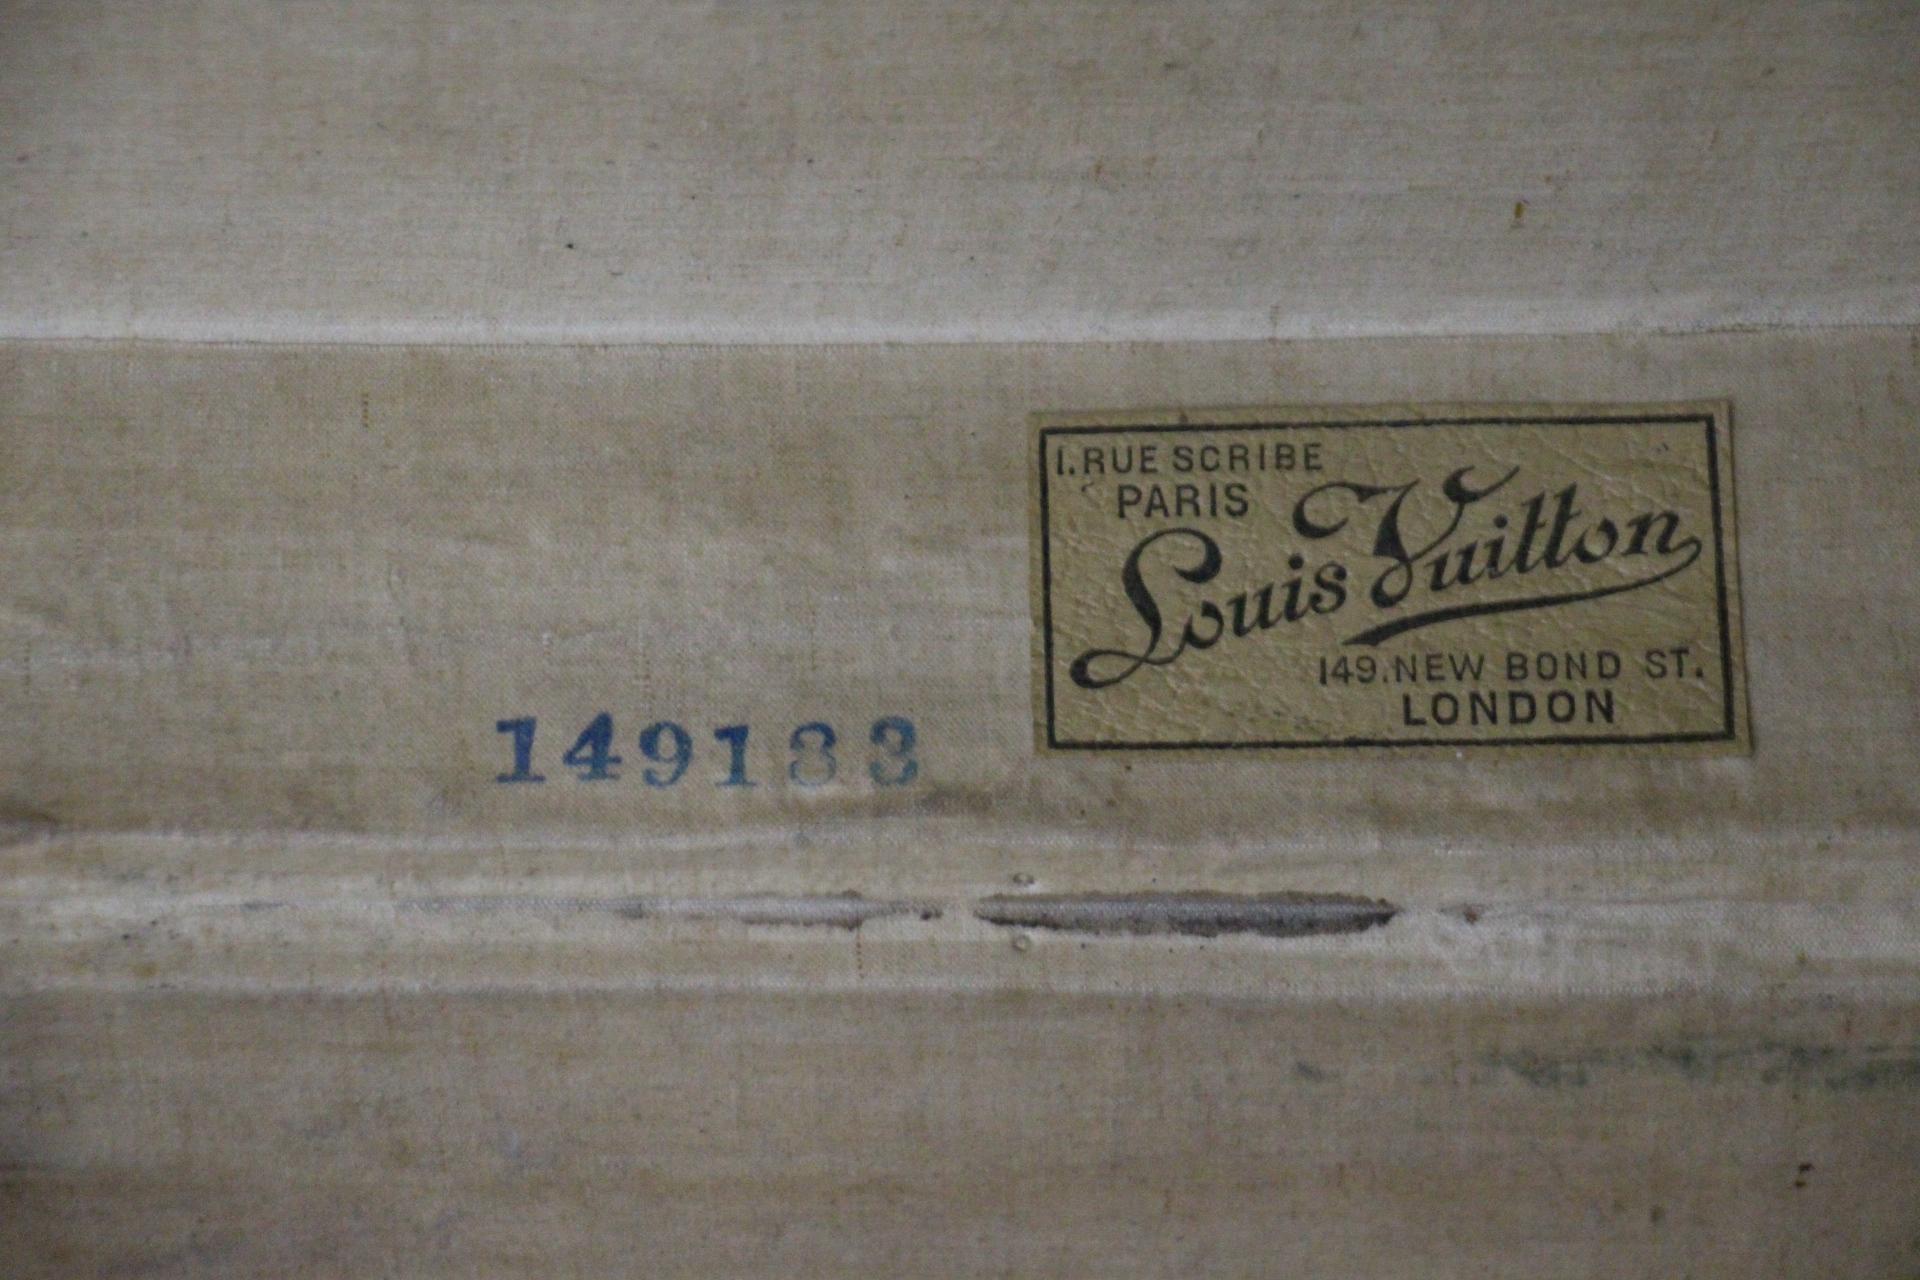 1. RUE SCRIBE
PARIS
Louis Vuitton
149. NEW BOND ST.
LONDON
149183